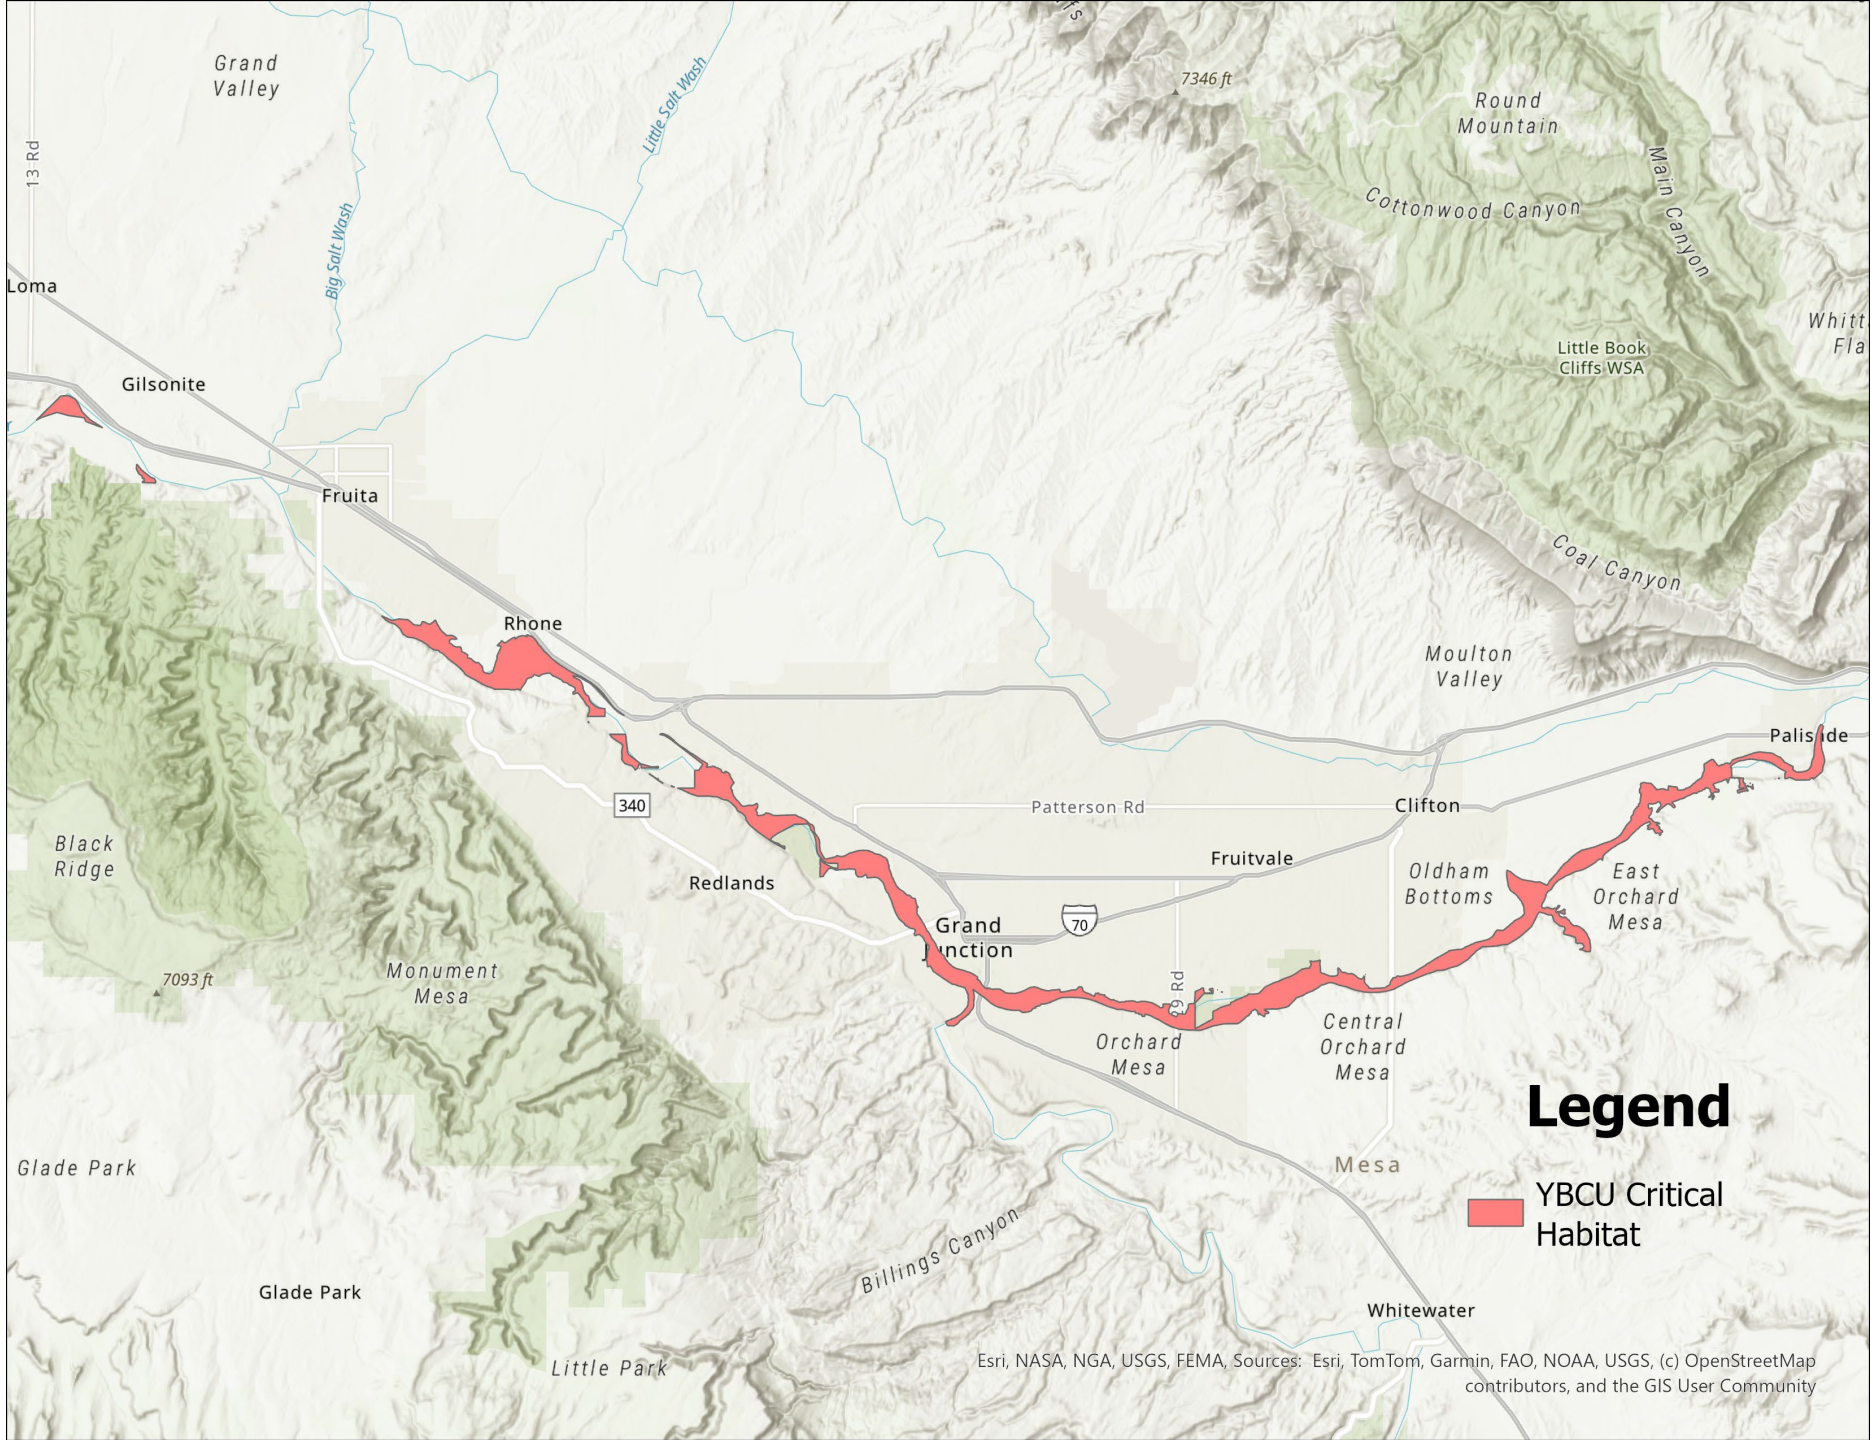 Grand
Valley
7346 ft
Round
Mountain
Little Salt Wash
13 Rd
Main Canyon
Cottonwood Canyon
Big Salt Wash
Loma
Whitt
Fla
Little Book
Cliffs WSA
Gilsonite
Fruita
Coal Canyon
Rhone
Moulton
Valley
Palisade
340
Patterson Rd
Clifton
Black
Ridge
Fruitvale
Redlands
Oldham
Bottoms
East
Orchard
Mesa
70
Grand
Junction
7093 ft
Monument
Mesa
29 Rd
Orchard
Mesa
Central
Orchard
Mesa
Legend
Glade Park
Mesa
YBCU Critical
Habitat
Billings Canyon
Glade Park
Whitewater
Little Park
Esri, NASA, NGA, USGS, FEMA, Sources: Esri, TomTom, Garmin, FAO, NOAA, USGS, (c) OpenStreetMap
contributors, and the GIS User Community